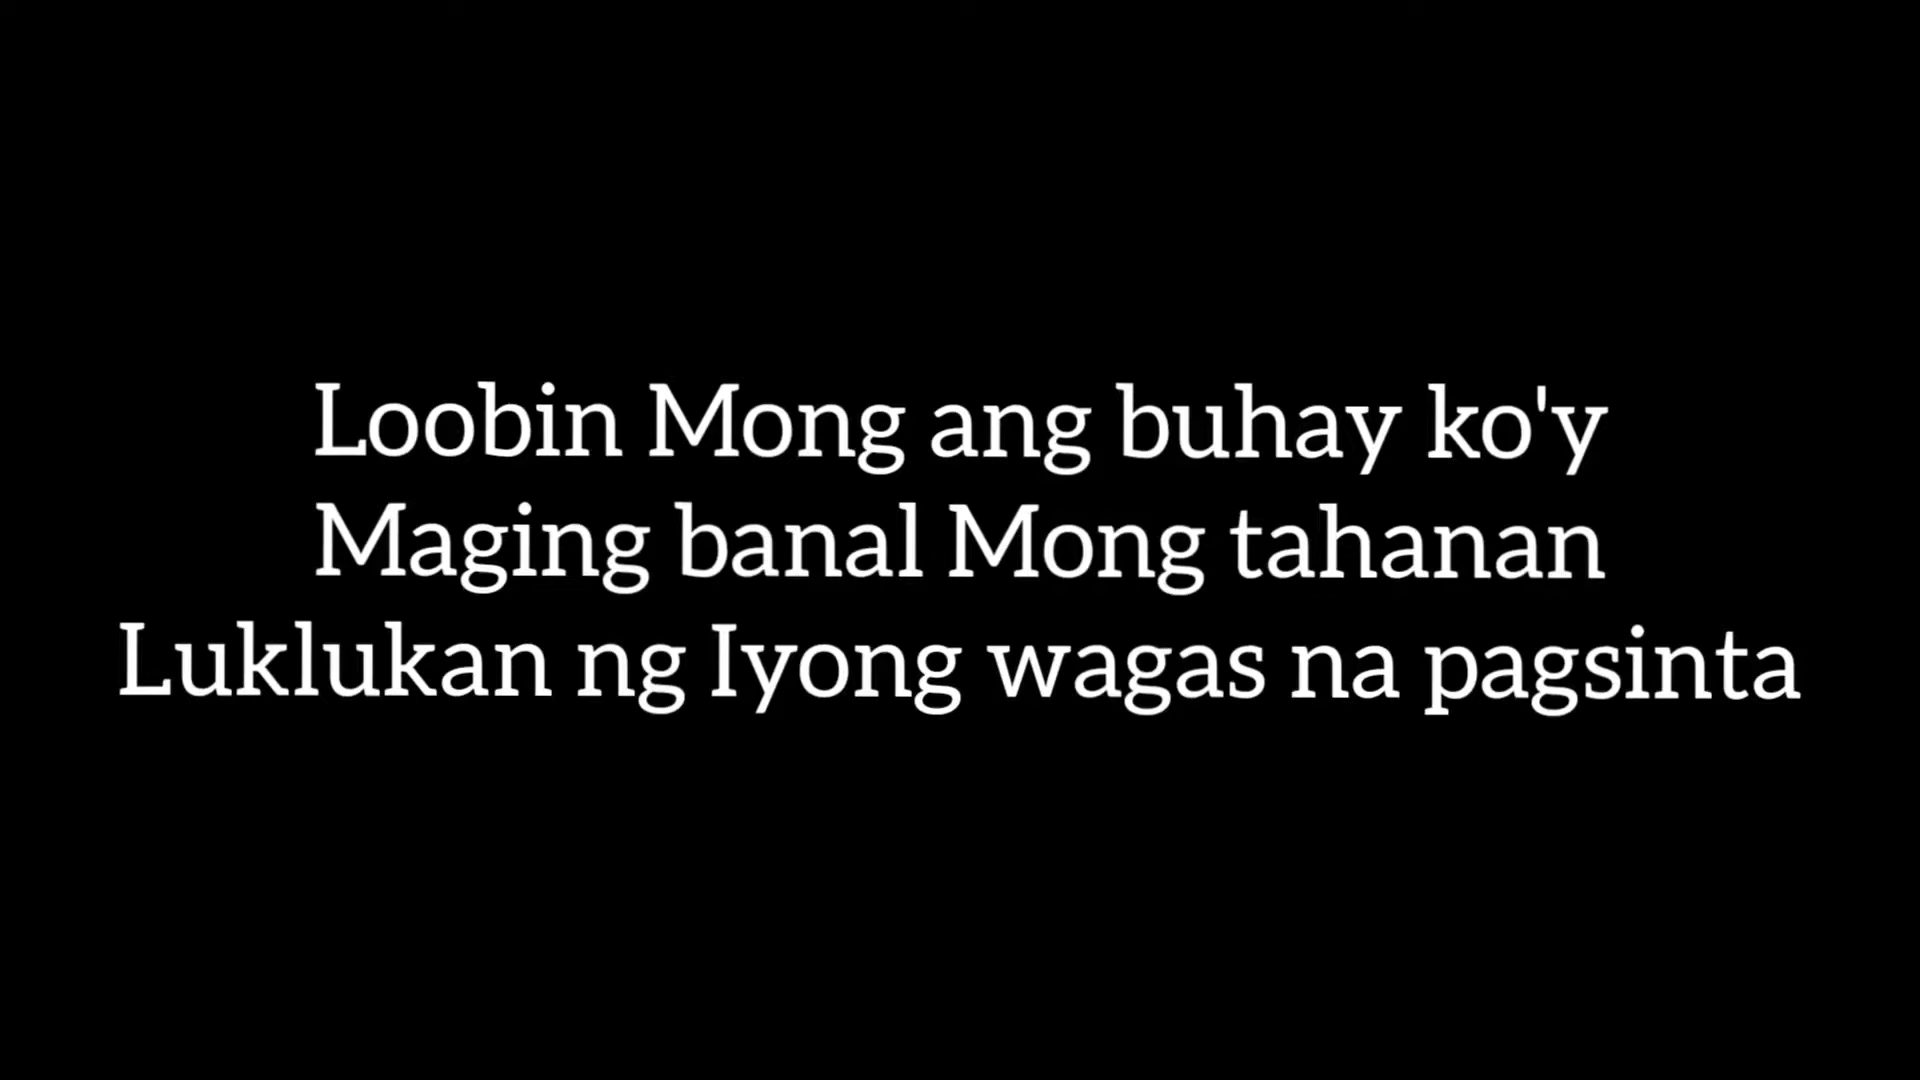 Loobin Mong ang buhay ko'y
Maging banal Mong tahanan
Luklukan ng Iyong wagas na pagsinta